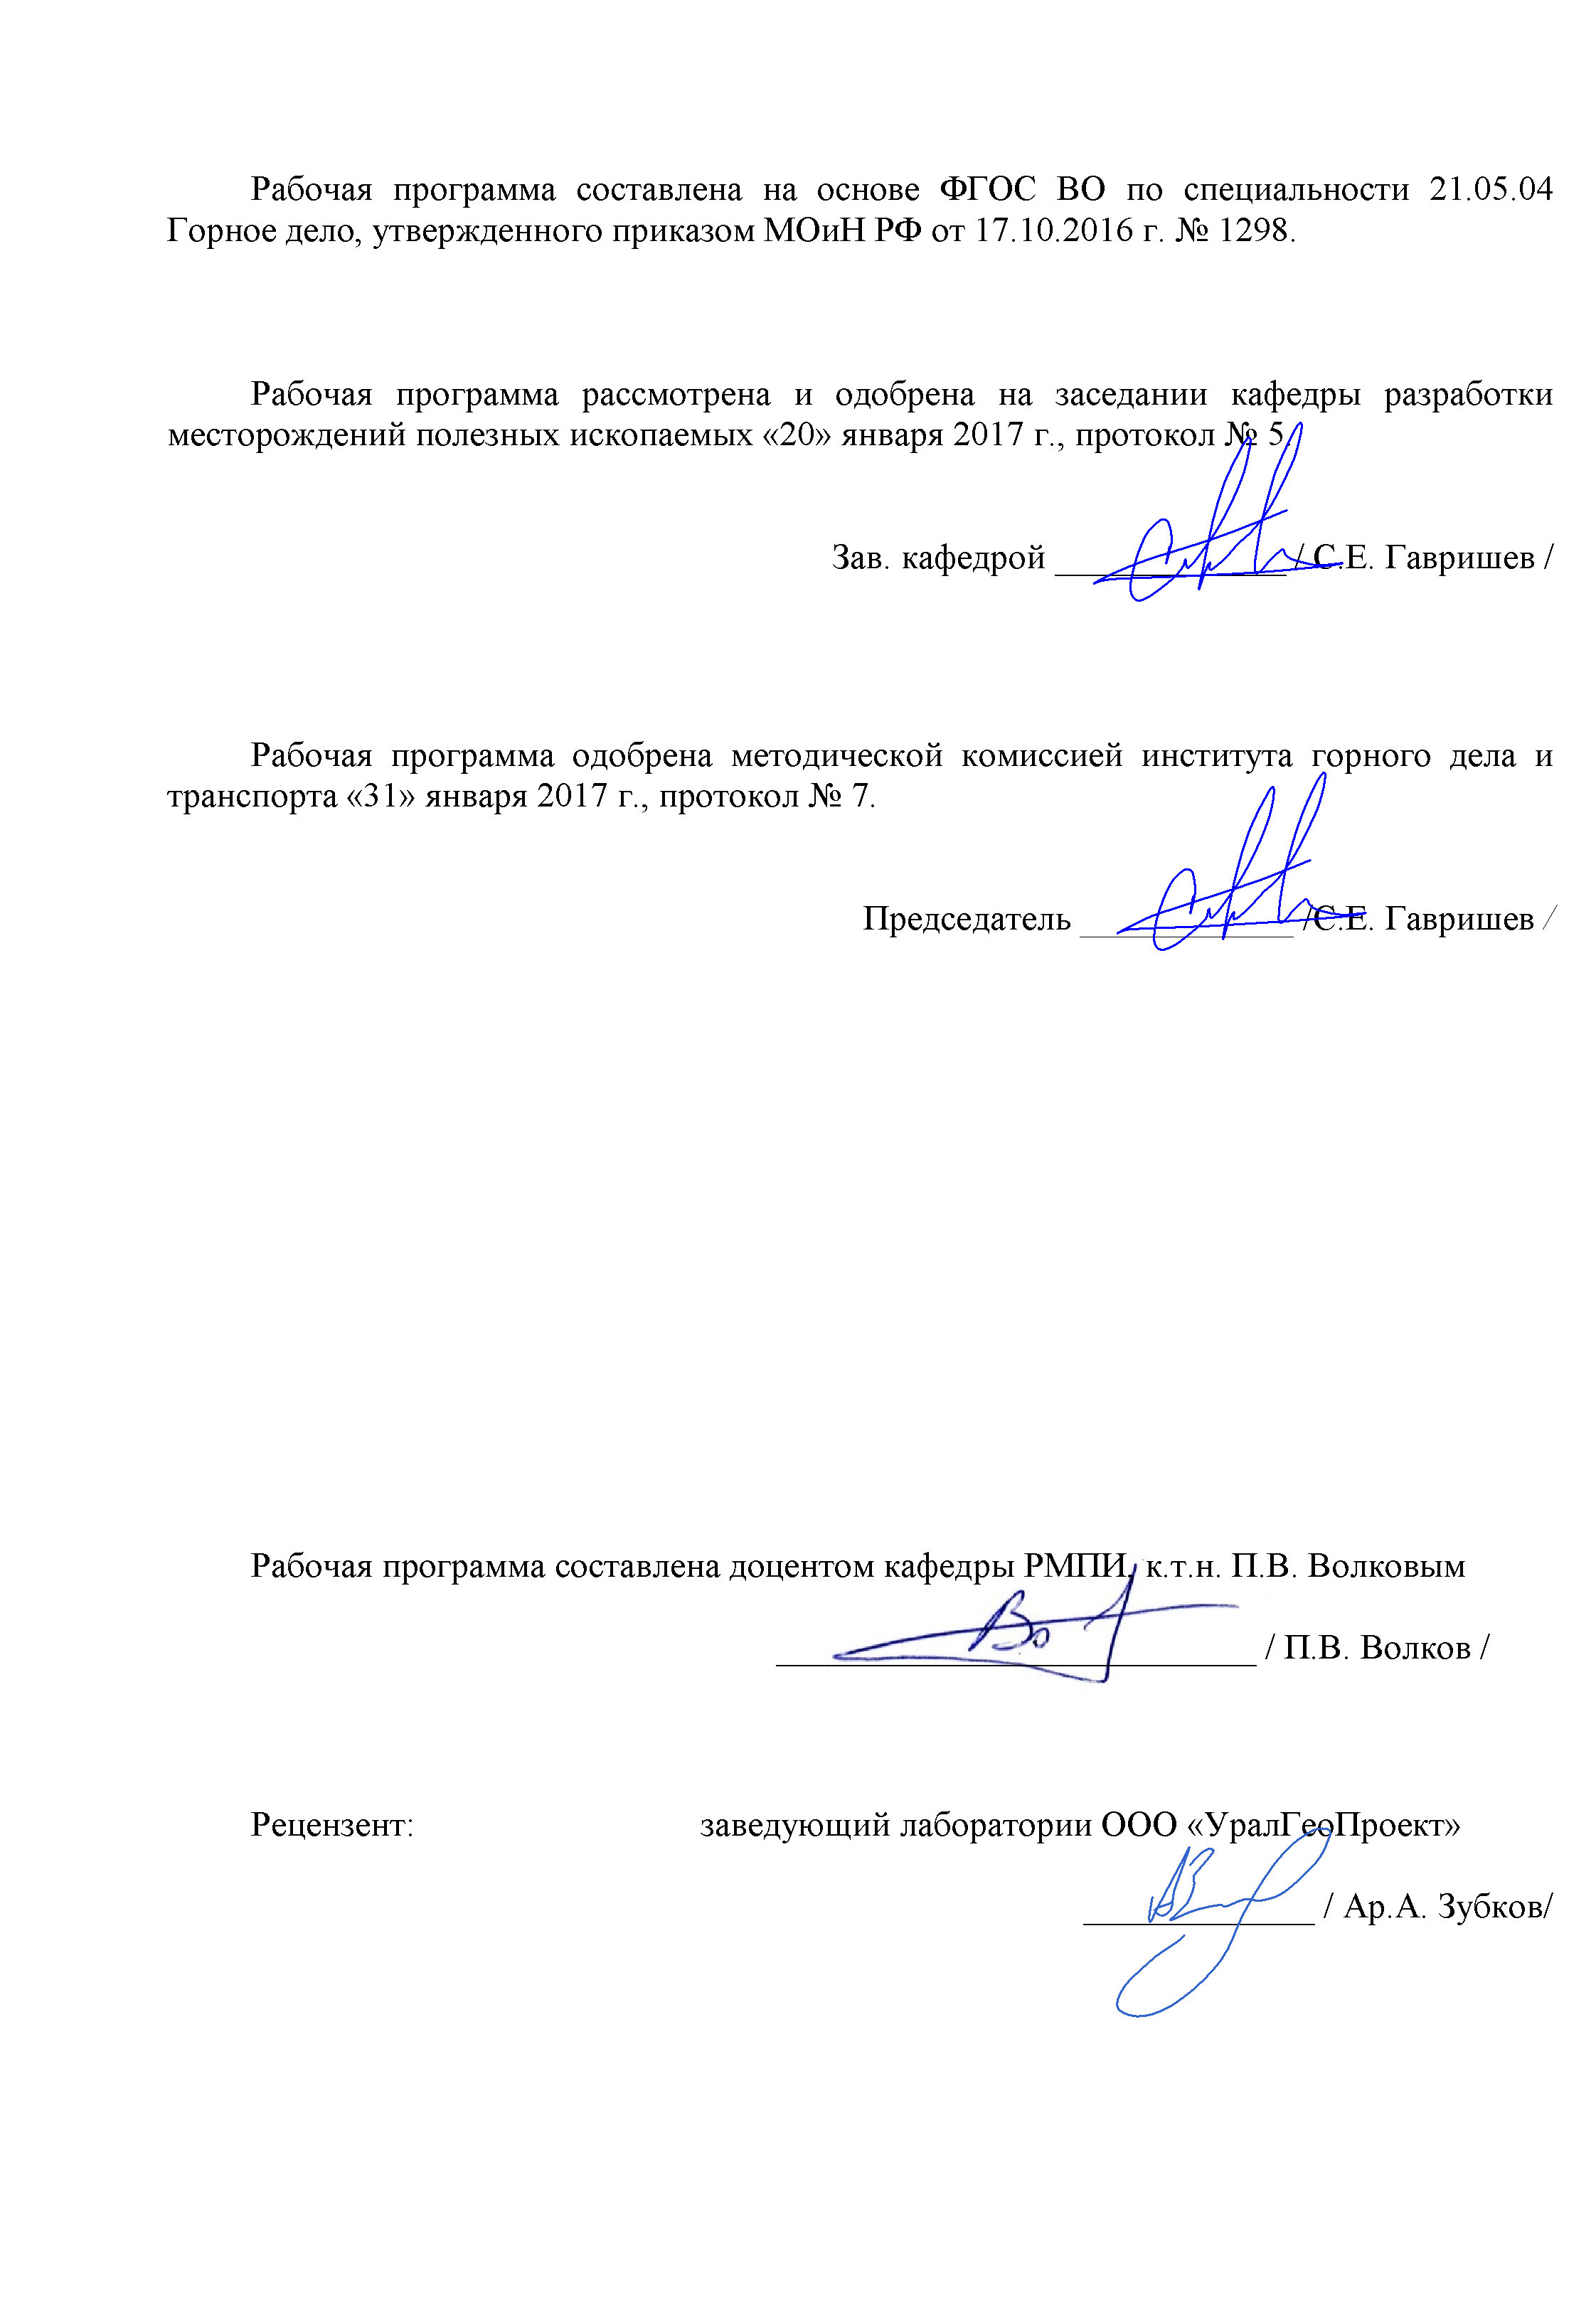 Рабочая программа составлена на основе ФГОС ВО по специальности 21.05.04
Горное дело, утвержденного приказом МОиН РФ от 17.10.2016 г. № 1298.
Рабочая программа рассмотрена и одобрена на заседании кафедры разработки
месторождений полезных ископаемых «20» января 2017 г., протокол № 5.
Зав. кафедрой _____________ / С.Е. Гавришев /
Рабочая программа одобрена методической комиссией института горного дела и
транспорта «31» января 2017 г., протокол № 7.
Председатель ____________ /С.Е. Гавришев /
Рабочая программа составлена доцентом кафедры РМПИ, к.т.н. П.В. Волковым
___________________________ / П.В. Волков /
Рецензент: заведующий лаборатории ООО «УралГеоПроект»
_____________ / Ар.А. Зубков/